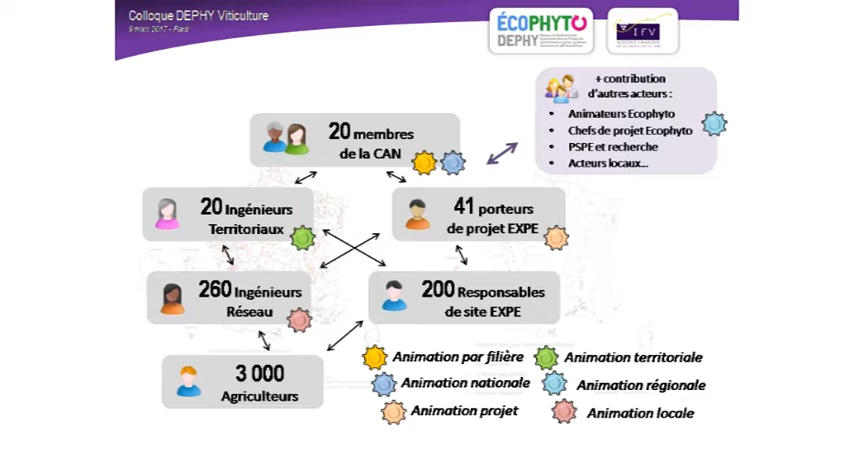 Colloque DEPHY Viticulture
9 mars 2017 - Paris
ÉCOPHYTO
DEPHY
IFV
+ contribution
d'autres acteurs :
• Animateurs Ecophyto
• Chefs de projet Ecophyto
• PSPE et recherche
• Acteurs locaux...
20 membres
de la CAN
20 Ingénieurs
Territoriaux
41 porteurs
de projet EXPE
260 Ingénieurs
Réseau
200 Responsables
de site EXPE
3 000
Agriculteurs
Animation par filière
Animation territoriale
Animation nationale
Animation régionale
Animation projet
Animation locale